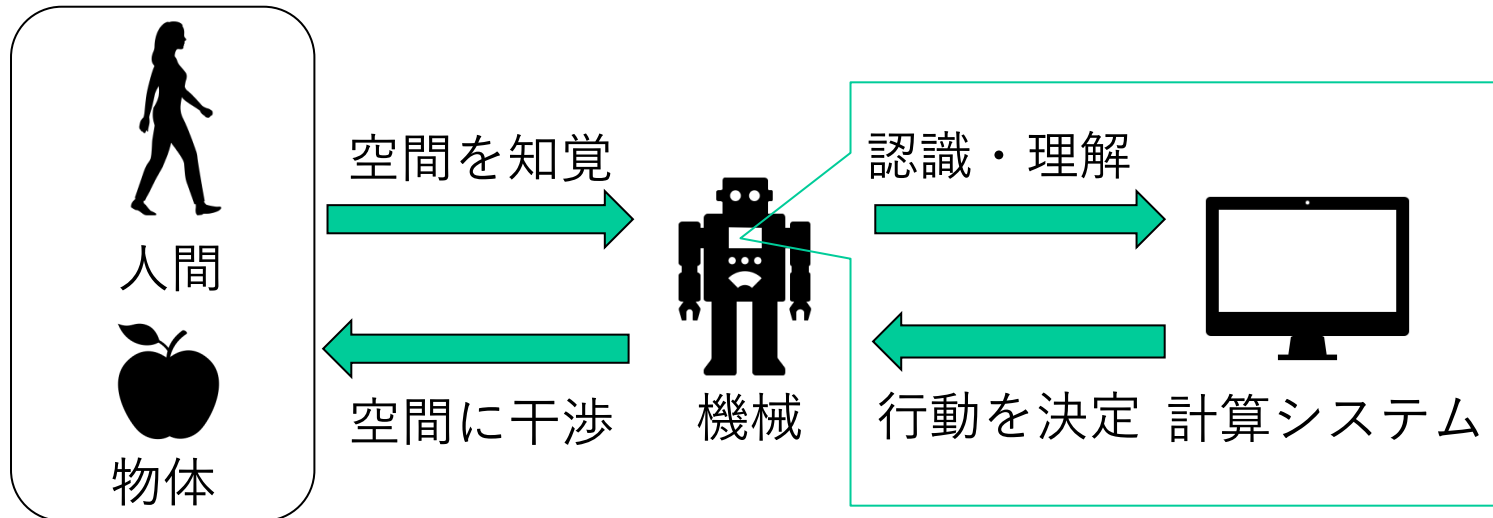 人間
物体
空間を知覚
空間に干渉
機械
認識・理解
行動を決定
計算システム